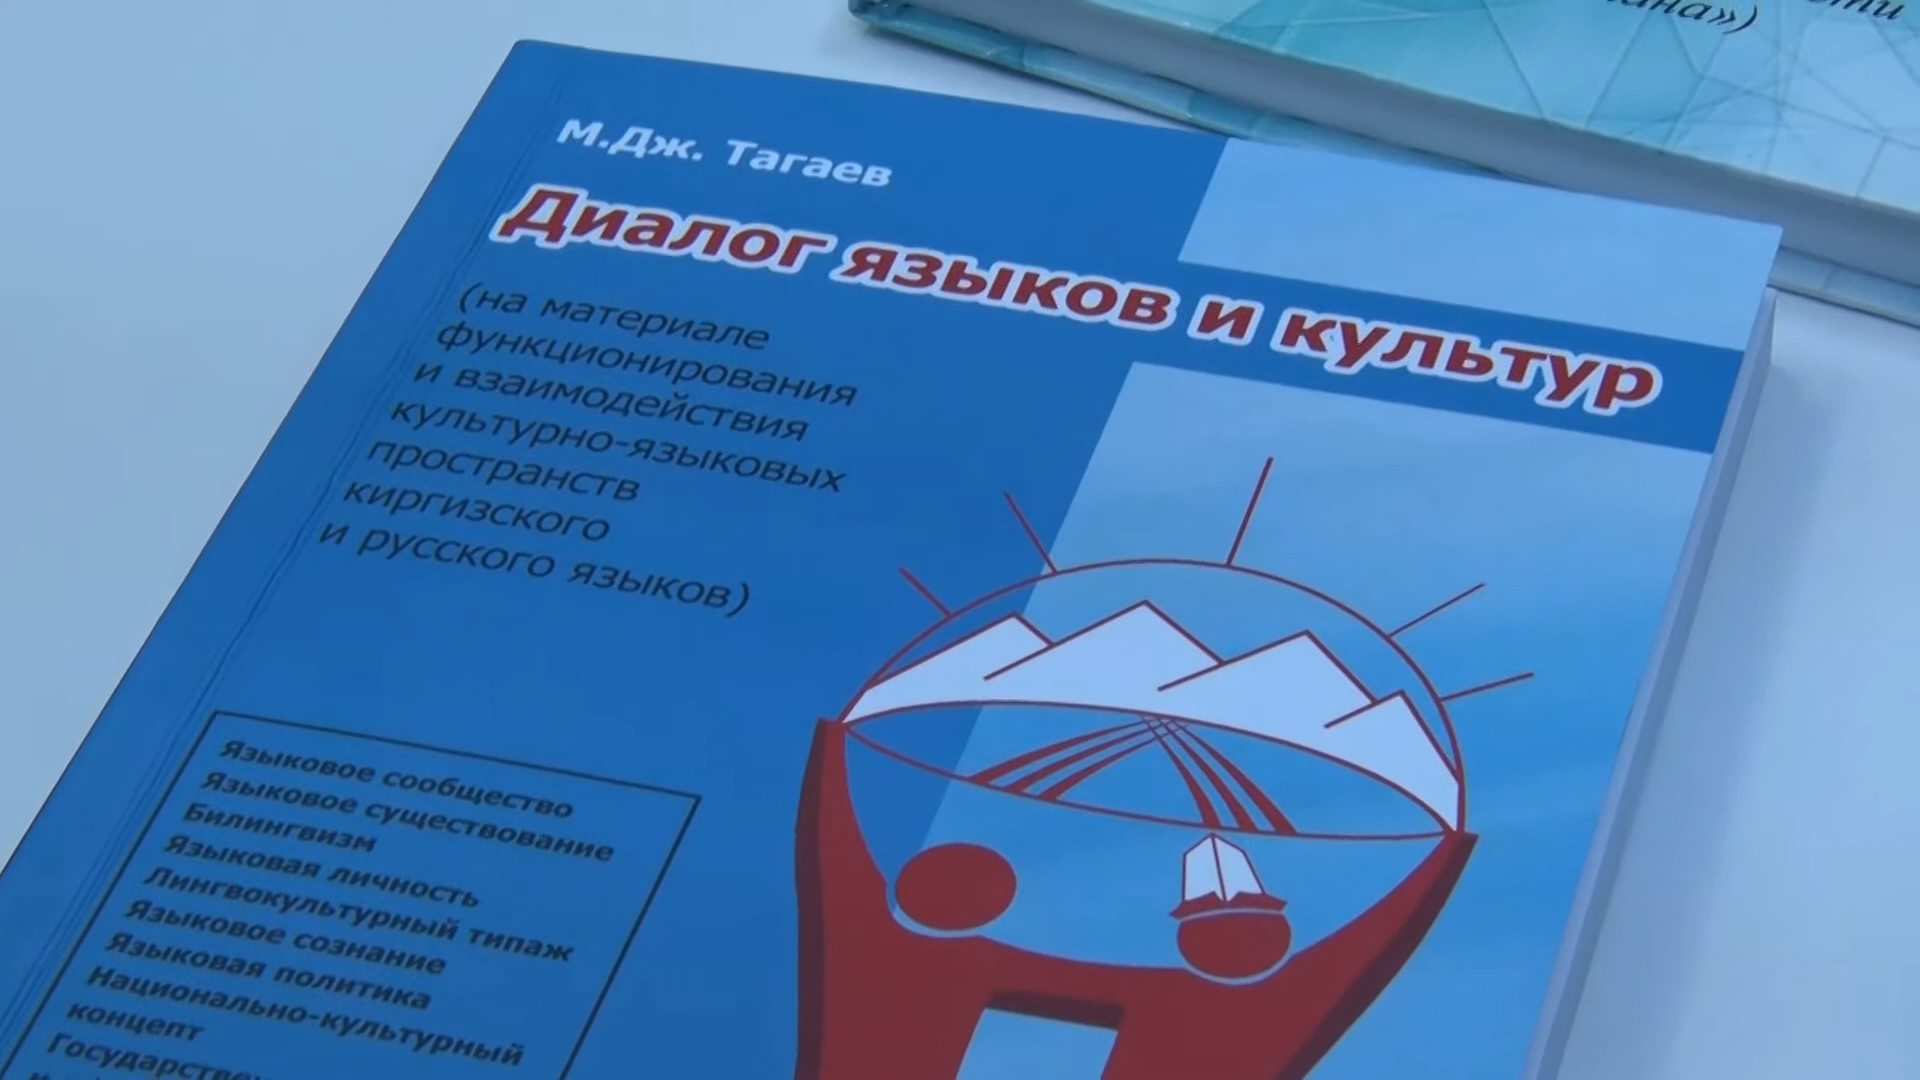 М.Дж. Тагаев
Диалог языков и культур
(на материале
функционирования
и взаимодействия
культурно-языковых
пространств
киргизского
и русского языков)
Языковое сообщество
Языковое существование
Билингвизм
Языковая личность
Лингвокультурный типаж
Языковое сознание
Языковая политика
Национально-культурный
концепт